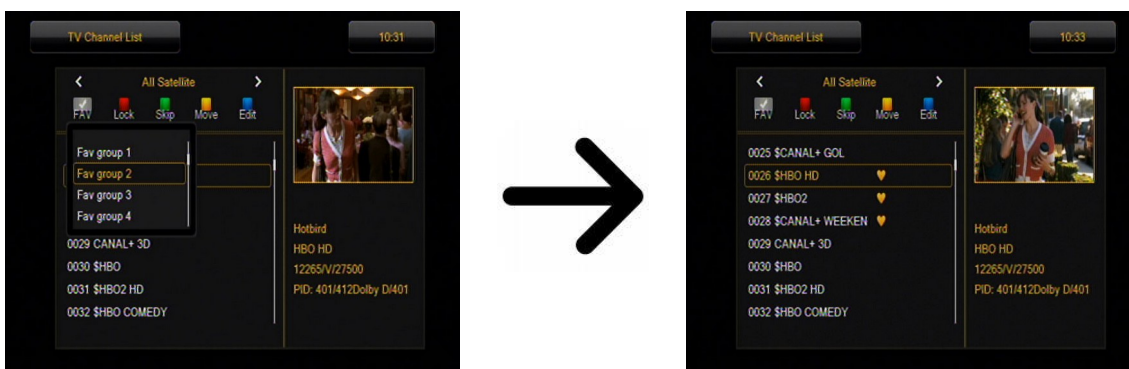 TV Channel List
10:31
All Satellite
FAV Lock Skip Move Edit
Fav group 1
Fav group 2
Fav group 3
Fav group 4
0029 CANAL+ 3D
0030 $HBO
0031 $HBO2 HD
0032 $HBO COMEDY
Hotbird
HBO HD
12265/V/27500
PID: 401/412Dolby D/401
TV Channel List
10:33
All Satellite
FAV Lock Skip Move Edit
0025 $CANAL+ GOL
0026 $HBO HD
0027 $HBO2
0028 $CANAL+ WEEKEN
0029 CANAL+ 3D
0030 $HBO
0031 $HBO2 HD
0032 $HBO COMEDY
Hotbird
HBO HD
12265/V/27500
PID: 401/412Dolby D/401